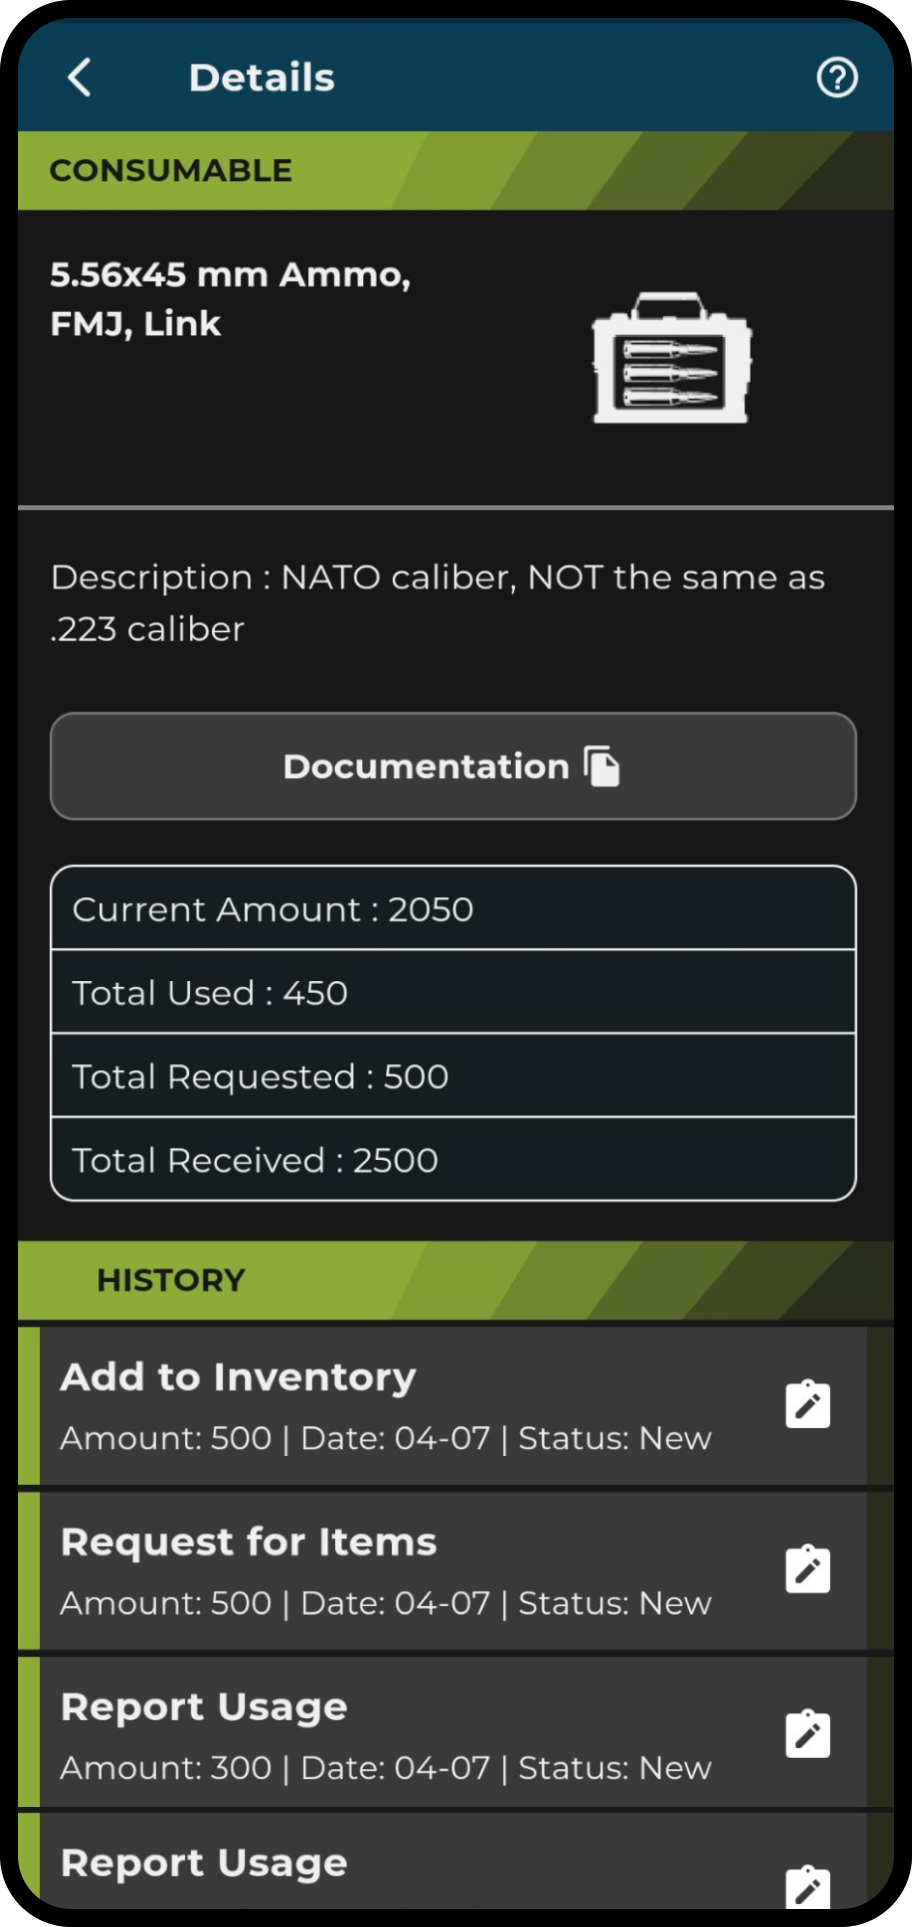 Details
CONSUMABLE
5.56x45 mm Ammo,
FMJ, Link
Description : NATO caliber, NOT the same as
.223 caliber
Documentation
Current Amount : 2050
Total Used : 450
Total Requested : 500
Total Received : 2500
HISTORY
Add to Inventory
Amount: 500 | Date: 04-07 | Status: New
Request for Items
Amount: 500 | Date: 04-07 | Status: New
Report Usage
Amount: 300 | Date: 04-07 | Status: New
Report Usage